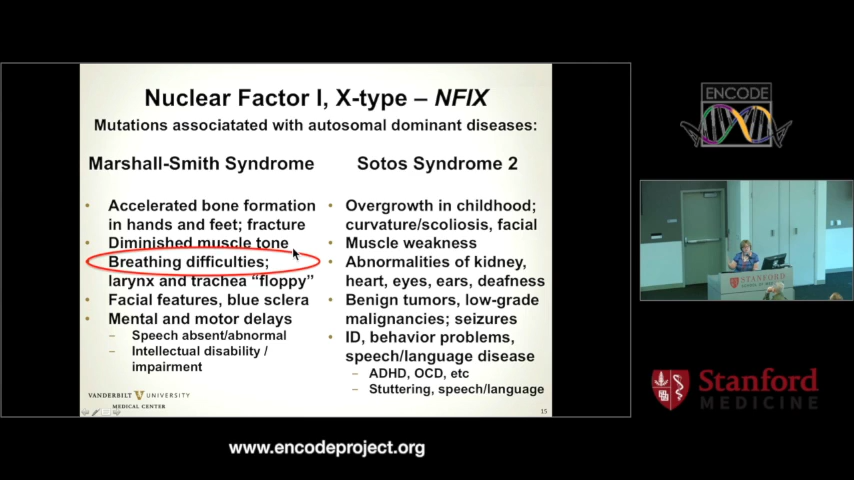 Nuclear Factor I, X-type – NFIX
Mutations associatated with autosomal dominant diseases:
Marshall-Smith Syndrome
• Accelerated bone formation
in hands and feet; fracture
• Diminished muscle tone
• Breathing difficulties;
larynx and trachea “floppy”
• Facial features, blue sclera
• Mental and motor delays
– Speech absent/abnormal
– Intellectual disability /
impairment
Sotos Syndrome 2
• Overgrowth in childhood;
curvature/scoliosis, facial
• Muscle weakness
• Abnormalities of kidney,
heart, eyes, ears, deafness
• Benign tumors, low-grade
malignancies; seizures
• ID, behavior problems,
speech/language disease
– ADHD, OCD, etc
– Stuttering, speech/language
VANDERBILT V UNIVERSITY
MEDICAL CENTER
15
ENCODE
STANFORD
Stanford
MEDICINE
www.encodeproject.org